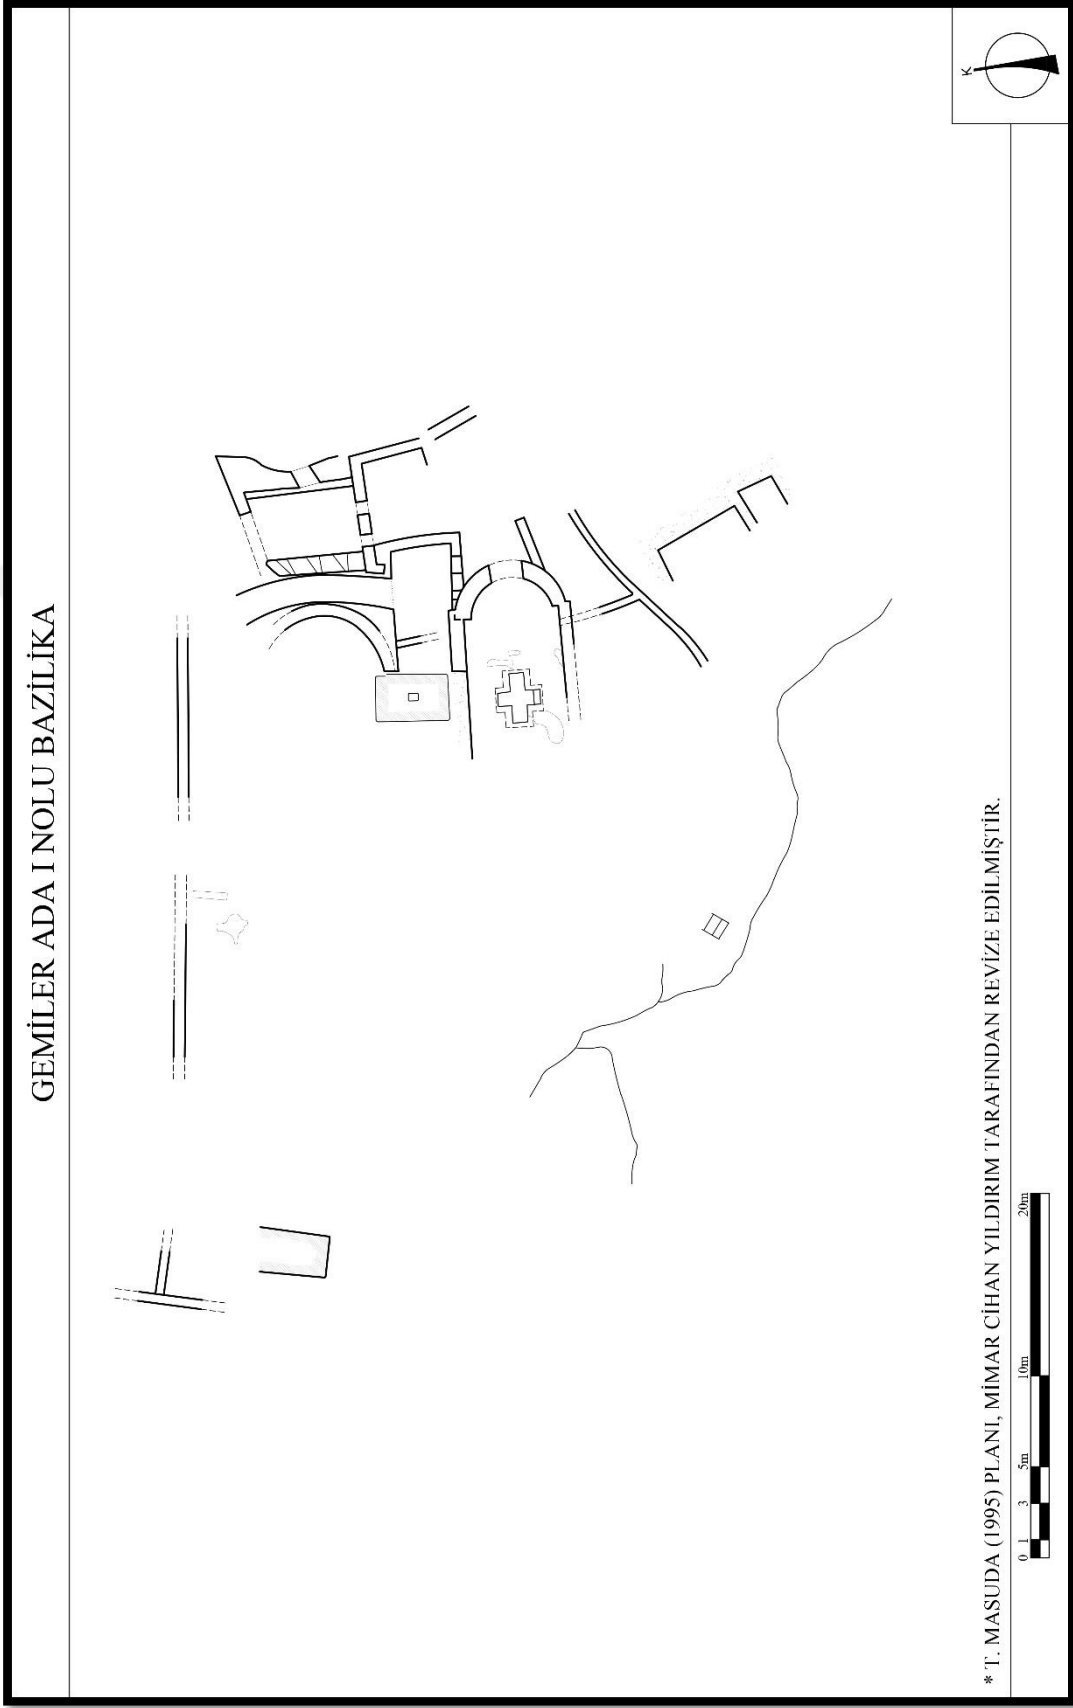 GEMİLER ADA I NOLU BAZİLİKA
K
* T. MASUDA (1995) PLANI, MİMAR CİHAN YILDIRIM TARAFINDAN REVİZE EDİLMİŞTİR.
0 1 3 5m 10m 20m